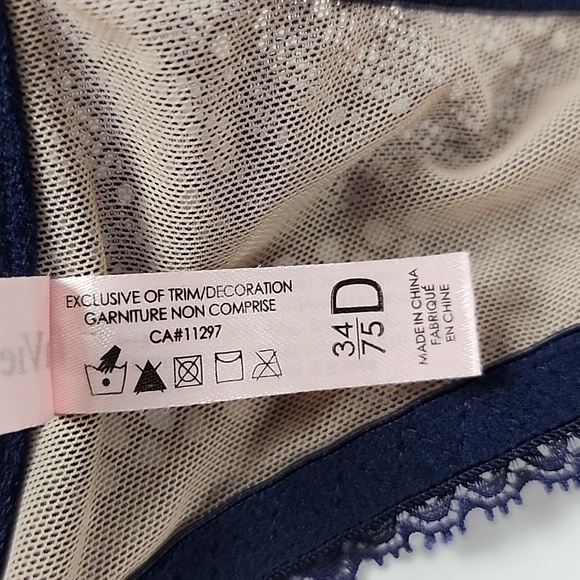 EXCLUSIVE OF TRIM/DECORATION
GARNITURE NON COMPRISE
CA#11297
34
75
D
MADE IN CHINA
FABRIQUÉ
EN CHINE